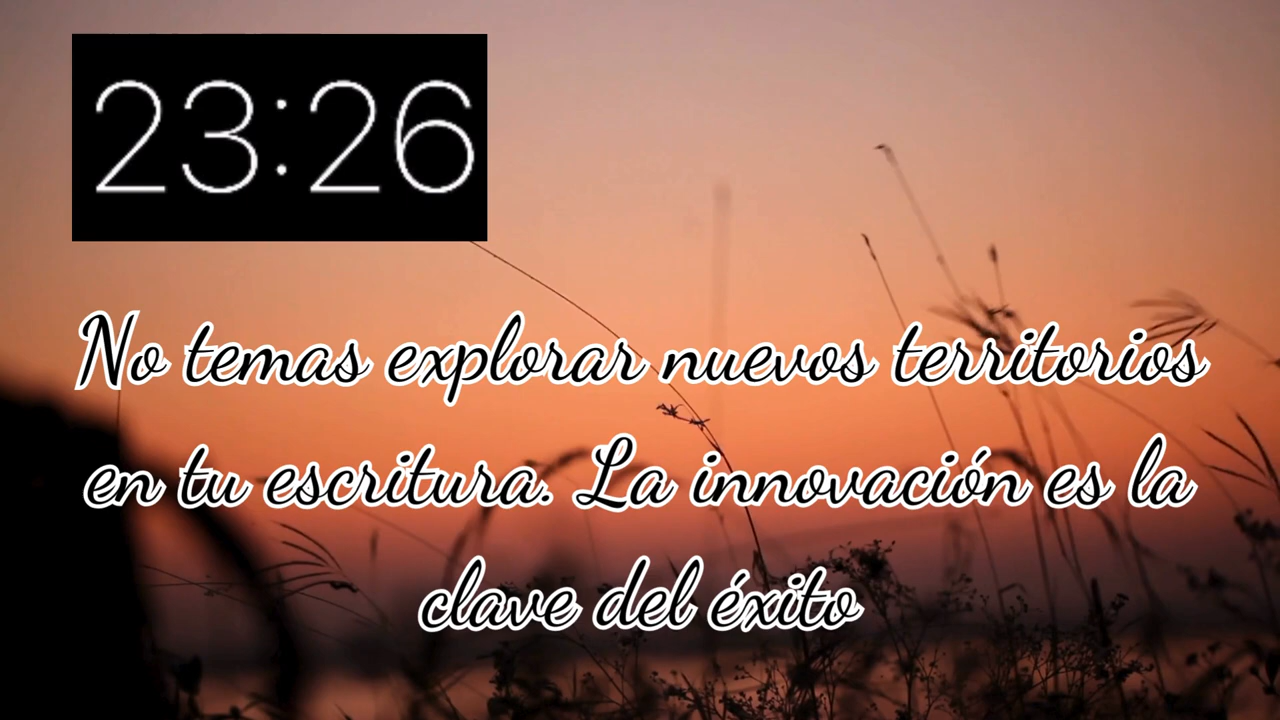 23:26
No temas explorar nuevos territorios
en tu escritura. La innovación es la
clave del éxito